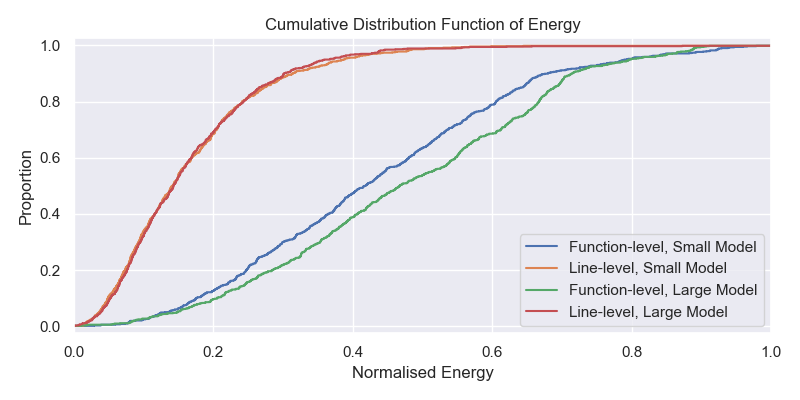 Cumulative Distribution Function of Energy
Proportion
1.0
0.8
0.6
0.4
0.2
0.0
0.0 0.2 0.4 0.6 0.8 1.0
Normalised Energy
Function-level, Small Model
Line-level, Small Model
Function-level, Large Model
Line-level, Large Model